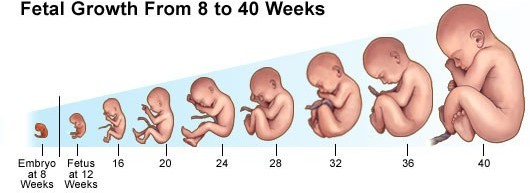 Fetal Growth From 8 to 40 Weeks
Embryo
at 8
Weeks
Fetus
at 12
Weeks
16
20
24
28
32
36
40